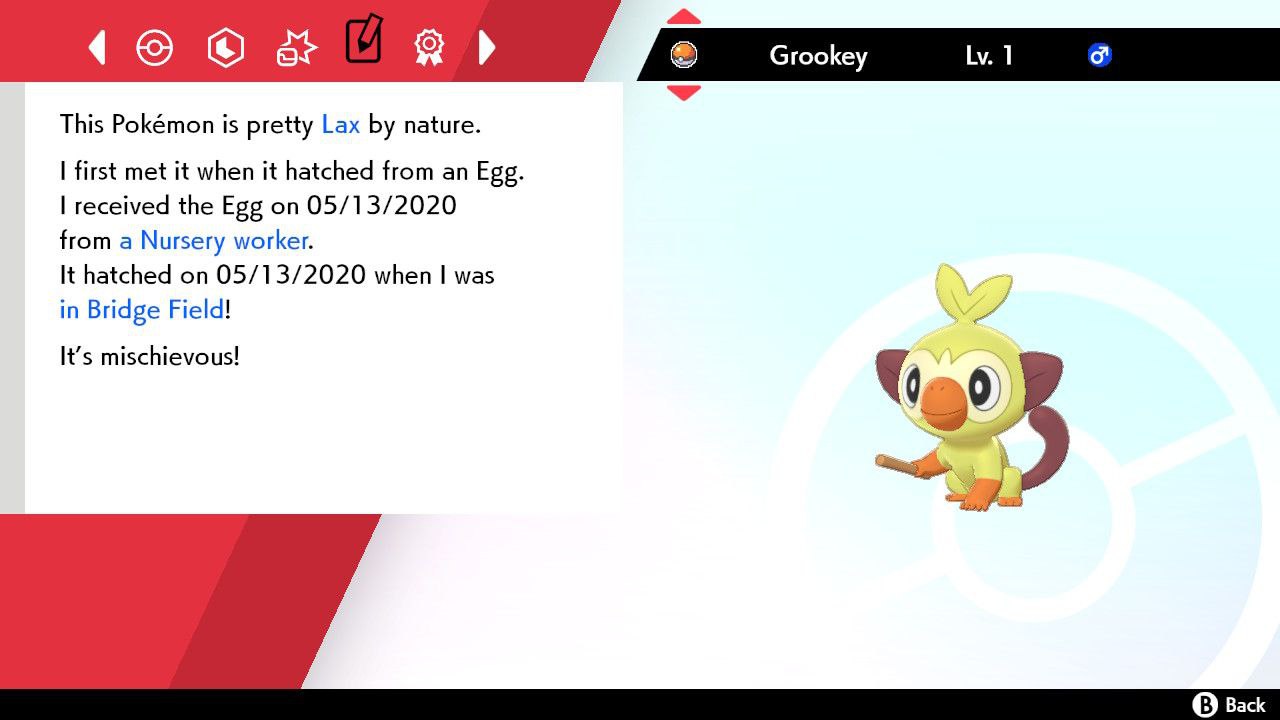 Grookey Lv. 1 ♂
This Pokémon is pretty Lax by nature.
I first met it when it hatched from an Egg.
I received the Egg on 05/13/2020
from a Nursery worker.
It hatched on 05/13/2020 when I was
in Bridge Field!
It's mischievous!
B Back